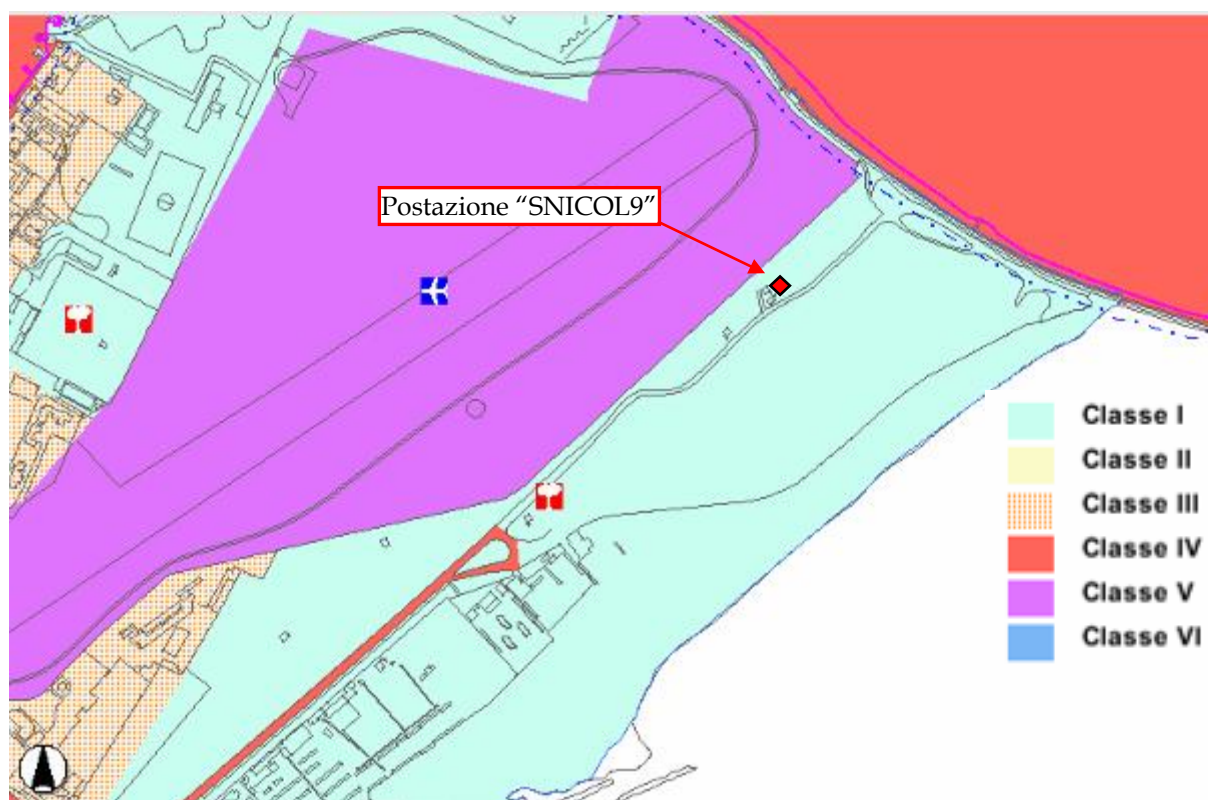 Postazione “SNICOL9”
Classe I
Classe II
Classe III
Classe IV
Classe V
Classe VI